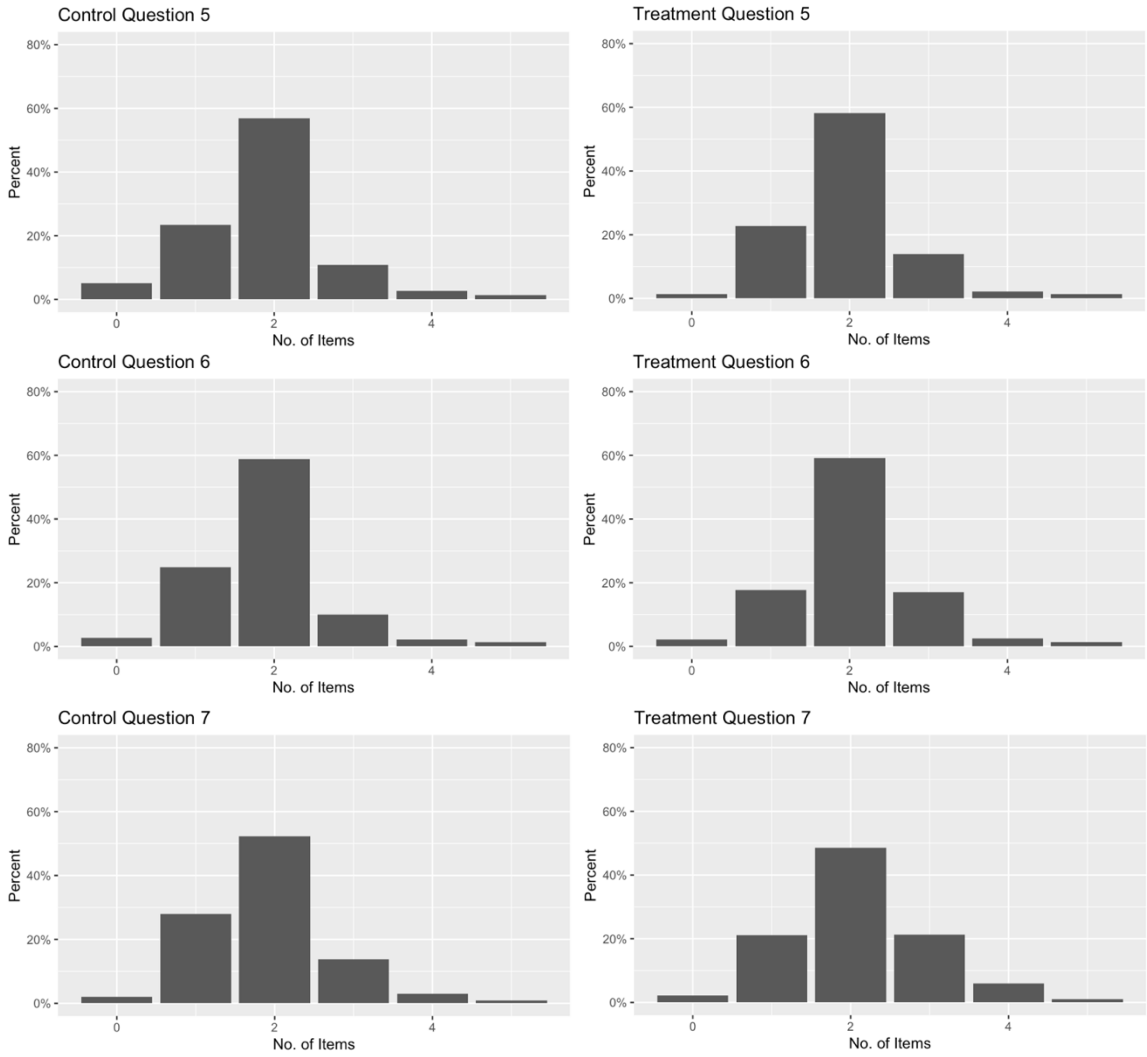 Control Question 5
80%
60%
40%
20%
0%
Percent
0 2 4
No. of Items
Treatment Question 5
80%
60%
40%
20%
0%
Percent
0 2 4
No. of Items
Control Question 6
80%
60%
40%
20%
0%
Percent
0 2 4
No. of Items
Treatment Question 6
80%
60%
40%
20%
0%
Percent
0 2 4
No. of Items
Control Question 7
80%
60%
40%
20%
0%
Percent
0 2 4
No. of Items
Treatment Question 7
80%
60%
40%
20%
0%
Percent
0 2 4
No. of Items